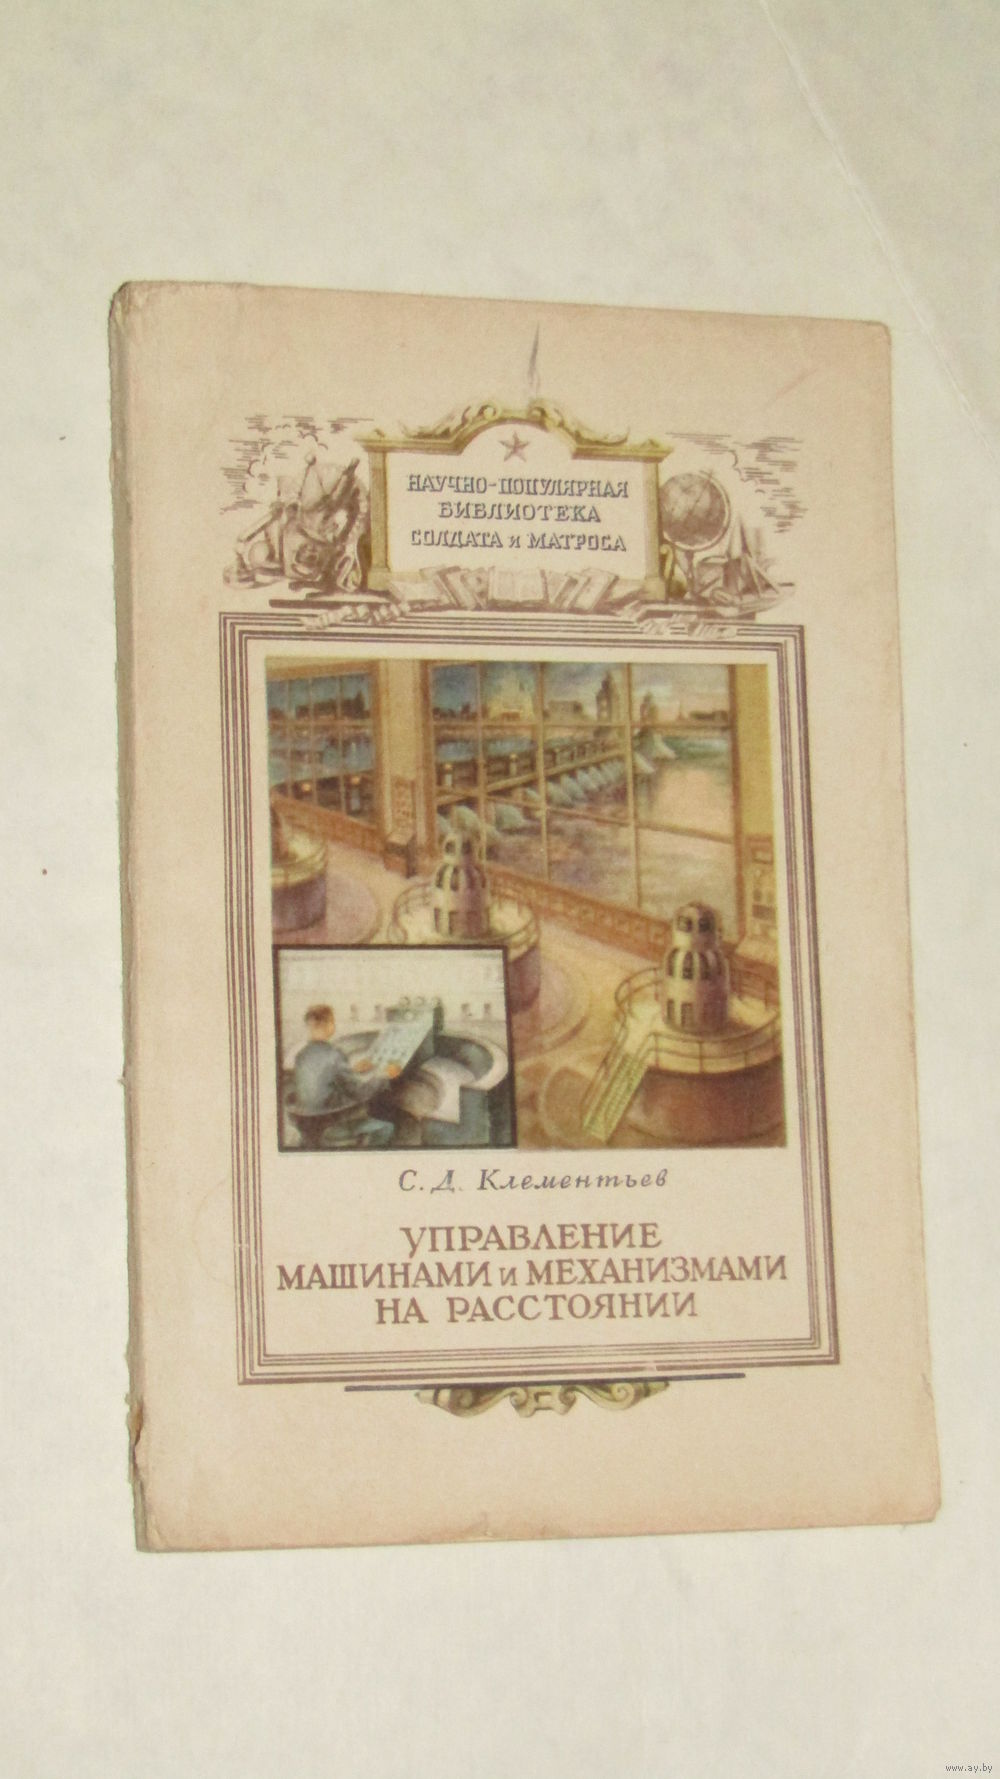 НАУЧНО-ПОПУЛЯРНАЯ
БИБЛИОТЕКА
СОЛДАТА и МАТРОСА
С. Д. Клементьев
УПРАВЛЕНИЕ
МАШИНАМИ и МЕХАНИЗМАМИ
НА РАССТОЯНИИ
www.ay.by